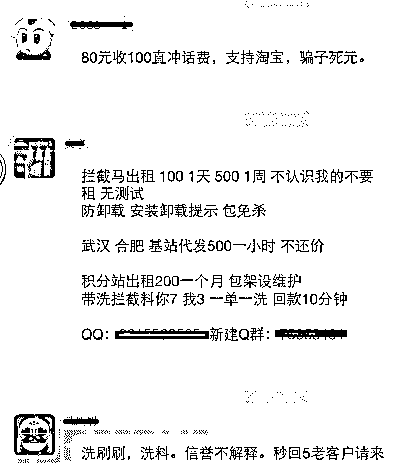 80元收100直冲话费，支持淘宝，骗子死元。
拦截马出租 100 1天 500 1周 不认识我的不要
租 无测试
防卸载 安装卸载提示 包免杀
武汉 合肥 基站代发500一小时 不还价
积分站出租200一个月 包架设维护
带洗拦截料你7 我3 一单一洗 回款10分钟
QQ： 新建Q群：
洗刷刷，洗料。信誉不解释。秒回5老客户请来